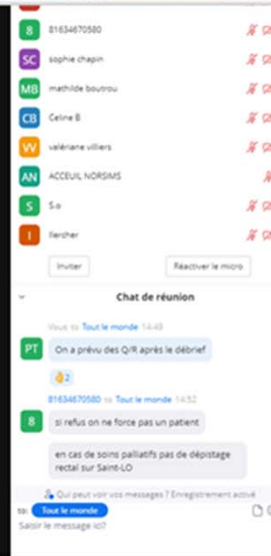 8 81634670580
SC sophie chapin
MB mathilde boutrou
CB Celine B
VV valériane villiers
AN ACCEUIL NORSIMS
S S.o
I llercher
Inviter Réactiver le micro
Chat de réunion
Vous to Tout le monde 14:49
PT On a prévu des Q/R après le débrief
2
81634670580 to Tout le monde 14:52
8 si refus on ne force pas un patient
en cas de soins palliatifs pas de dépistage
rectal sur Saint-LO
Qui peut voir vos messages ? Enregistrement activé
to: Tout le monde
Saisir le message ici?